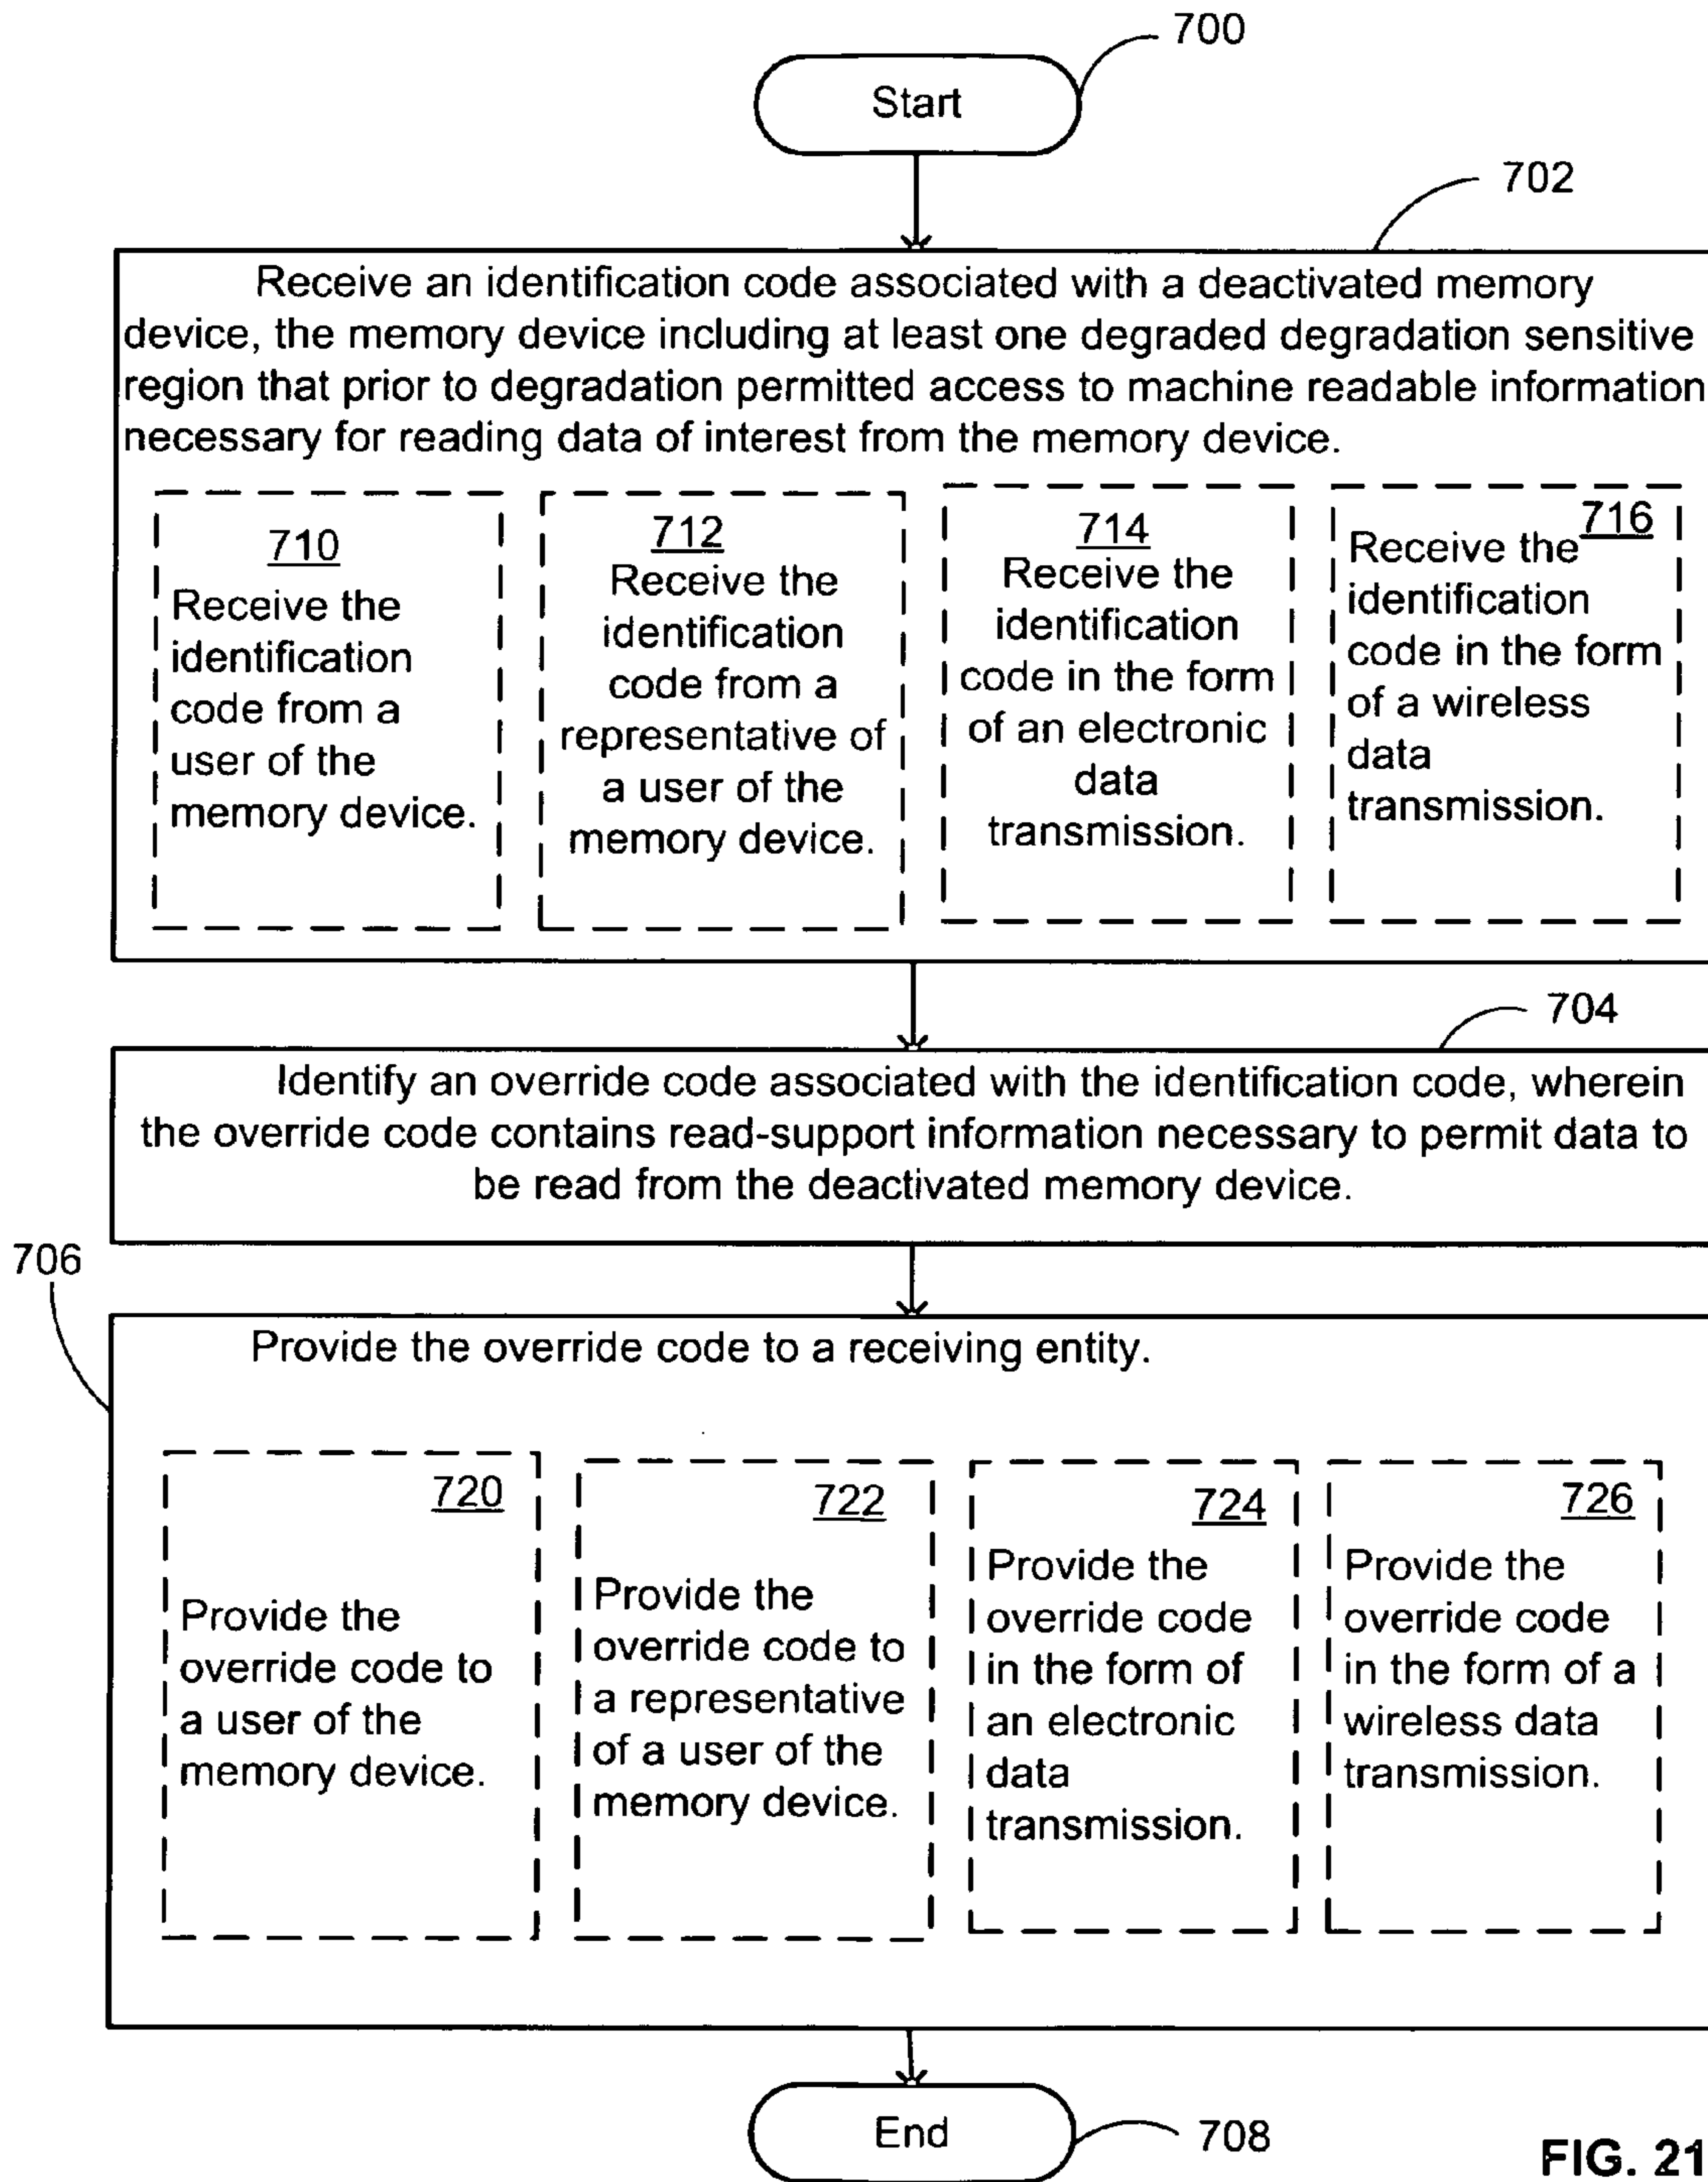 700
Start
702
Receive an identification code associated with a deactivated memory
device, the memory device including at least one degraded degradation sensitive
region that prior to degradation permitted access to machine readable information
necessary for reading data of interest from the memory device.
710
Receive the
identification
code from a
user of the
memory device.
712
Receive the
identification
code from a
representative of
a user of the
memory device.
714
Receive the
identification
code in the form
of an electronic
data
transmission.
716
Receive the
identification
code in the form
of a wireless
data
transmission.
704
Identify an override code associated with the identification code, wherein
the override code contains read-support information necessary to permit data to
be read from the deactivated memory device.
706
Provide the override code to a receiving entity.
720
Provide the
override code to
a user of the
memory device.
722
Provide the
override code to
a representative
of a user of the
memory device.
724
Provide the
override code
in the form of
an electronic
data
transmission.
726
Provide the
override code
in the form of a
wireless data
transmission.
End
708
FIG. 21